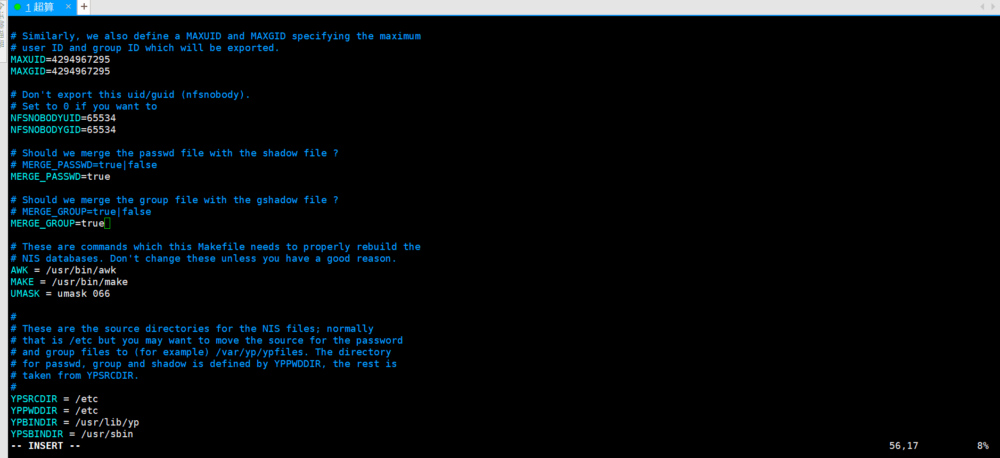 1 超算 × +
# Similarly, we also define a MAXUID and MAXGID specifying the maximum
# user ID and group ID which will be exported.
MAXUID=4294967295
MAXGID=4294967295
# Don't export this uid/guid (nfsnobody).
# Set to 0 if you want to
NFSNOBODYUID=65534
NFSNOBODYGID=65534
# Should we merge the passwd file with the shadow file ?
# MERGE_PASSWD=true|false
MERGE_PASSWD=true
# Should we merge the group file with the gshadow file ?
# MERGE_GROUP=true|false
MERGE_GROUP=true
# These are commands which this Makefile needs to properly rebuild the
# NIS databases. Don't change these unless you have a good reason.
AWK = /usr/bin/awk
MAKE = /usr/bin/make
UMASK = umask 066
#
# These are the source directories for the NIS files; normally
# that is /etc but you may want to move the source for the password
# and group files to (for example) /var/yp/ypfiles. The directory
# for passwd, group and shadow is defined by YPPWDDIR, the rest is
# taken from YPSRCDIR.
#
YPSRCDIR = /etc
YPPWDDIR = /etc
YPBINDIR = /usr/lib/yp
YPSBINDIR = /usr/sbin
-- INSERT -- 56,17 8%